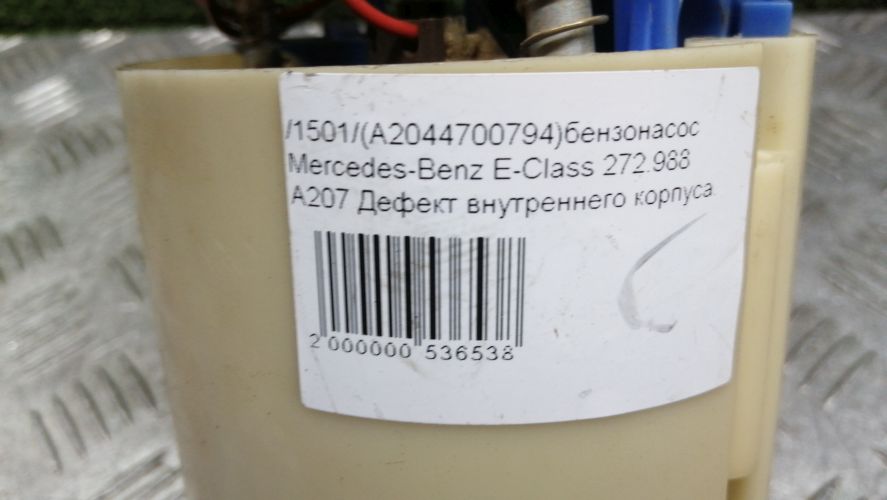 /1501/(A2044700794)бензонасос
Mercedes-Benz E-Class 272.988
A207 Дефект внутреннего корпуса
2 000000 536538